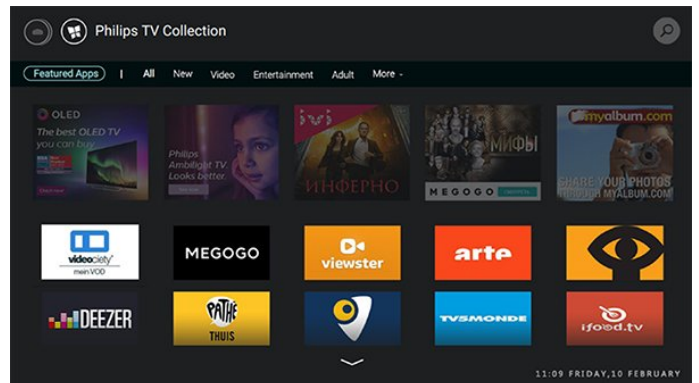 Philips TV Collection
Featured Apps | All New Video Entertainment Adult More
OLED
The best OLED TV
you can buy
Philips
Ambilight TV.
Looks better.
ivi
ИНФЕРНО
МИФЫ
MEGOGO
myalbum.com
SHARE YOUR PHOTOS
THROUGH MYALBUM.COM
videociety
mein VOD
MEGOGO
viewster
arte
DEEZER
PATHÉ
THUIS
TV5MONDE
ifood.tv
11:09 FRIDAY,10 FEBRUARY